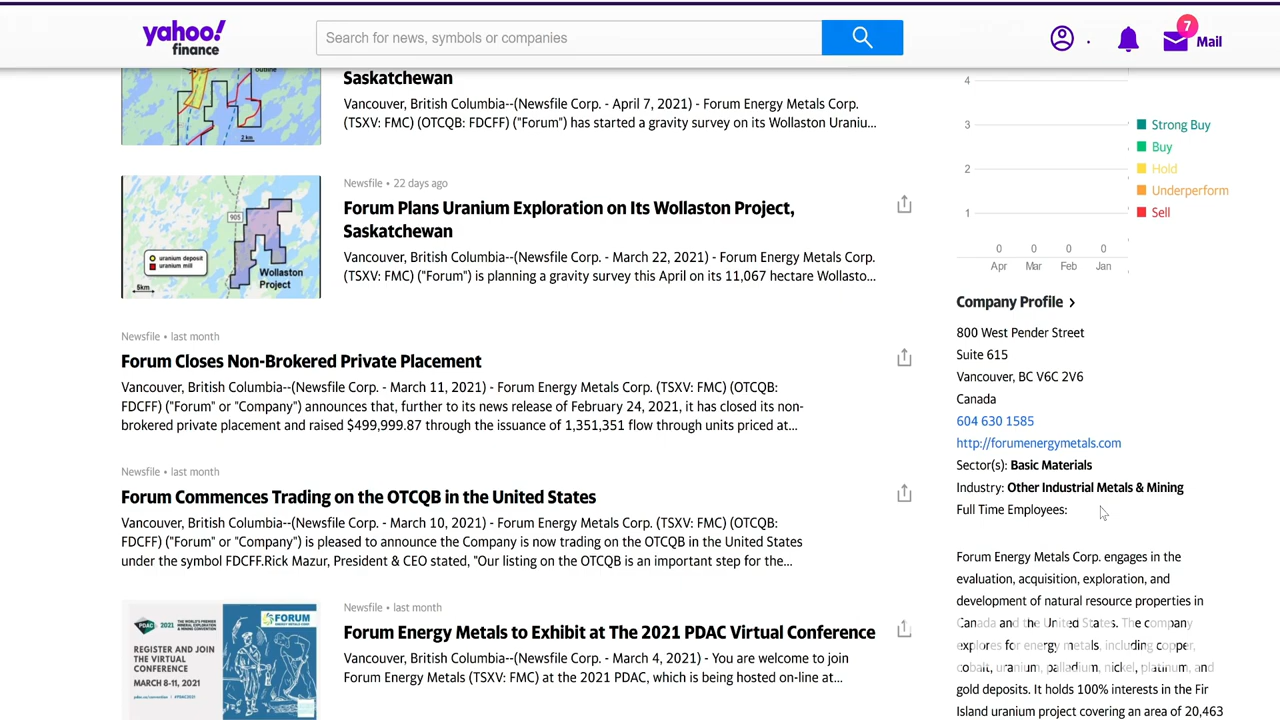 yahoo!
finance
Search for news, symbols or companies
7
Mail
Saskatchewan
Vancouver, British Columbia--(Newsfile Corp. - April 7, 2021) - Forum Energy Metals Corp.
(TSXV: FMC) (OTCQB: FDCFF) ("Forum") has started a gravity survey on its Wollaston Uraniu...
2 km
Newsfile • 22 days ago
Forum Plans Uranium Exploration on Its Wollaston Project,
Saskatchewan
Vancouver, British Columbia--(Newsfile Corp. - March 22, 2021) - Forum Energy Metals Corp.
(TSXV: FMC) ("Forum") is planning a gravity survey this April on its 11,067 hectare Wollasto...
905
uranium deposit
uranium mill
Wollaston
Project
5km
Newsfile • last month
Forum Closes Non-Brokered Private Placement
Vancouver, British Columbia--(Newsfile Corp. - March 11, 2021) - Forum Energy Metals Corp. (TSXV: FMC) (OTCQB:
FDCFF) ("Forum" or "Company") announces that, further to its news release of February 24, 2021, it has closed its non-
brokered private placement and raised $499,999.87 through the issuance of 1,351,351 flow through units priced at...
Newsfile • last month
Forum Commences Trading on the OTCQB in the United States
Vancouver, British Columbia--(Newsfile Corp. - March 10, 2021) - Forum Energy Metals Corp. (TSXV: FMC) (OTCQB:
FDCFF) ("Forum" or "Company") is pleased to announce the Company is now trading on the OTCQB in the United States
under the symbol FDCFF.Rick Mazur, President & CEO stated, "Our listing on the OTCQB is an important step for the...
PDAC 2021
REGISTER AND JOIN
THE VIRTUAL
CONFERENCE
MARCH 8-11, 2021
FORUM
Newsfile • last month
Forum Energy Metals to Exhibit at The 2021 PDAC Virtual Conference
Vancouver, British Columbia--(Newsfile Corp. - March 4, 2021) - You are welcome to join
Forum Energy Metals (TSXV: FMC) at the 2021 PDAC, which is being hosted on-line at...
4
3
2
1
0 0 0 0
Apr Mar Feb Jan
Strong Buy
Buy
Hold
Underperform
Sell
Company Profile
800 West Pender Street
Suite 615
Vancouver, BC V6C 2V6
Canada
604 630 1585
http://forumenergymetals.com
Sector(s): Basic Materials
Industry: Other Industrial Metals & Mining
Full Time Employees:
Forum Energy Metals Corp. engages in the
evaluation, acquisition, exploration, and
development of natural resource properties in
Canada and the United States. The company
explores for energy metals, including copper,
cobalt, uranium, palladium, nickel, platinum, and
gold deposits. It holds 100% interests in the Fir
Island uranium project covering an area of 20,463